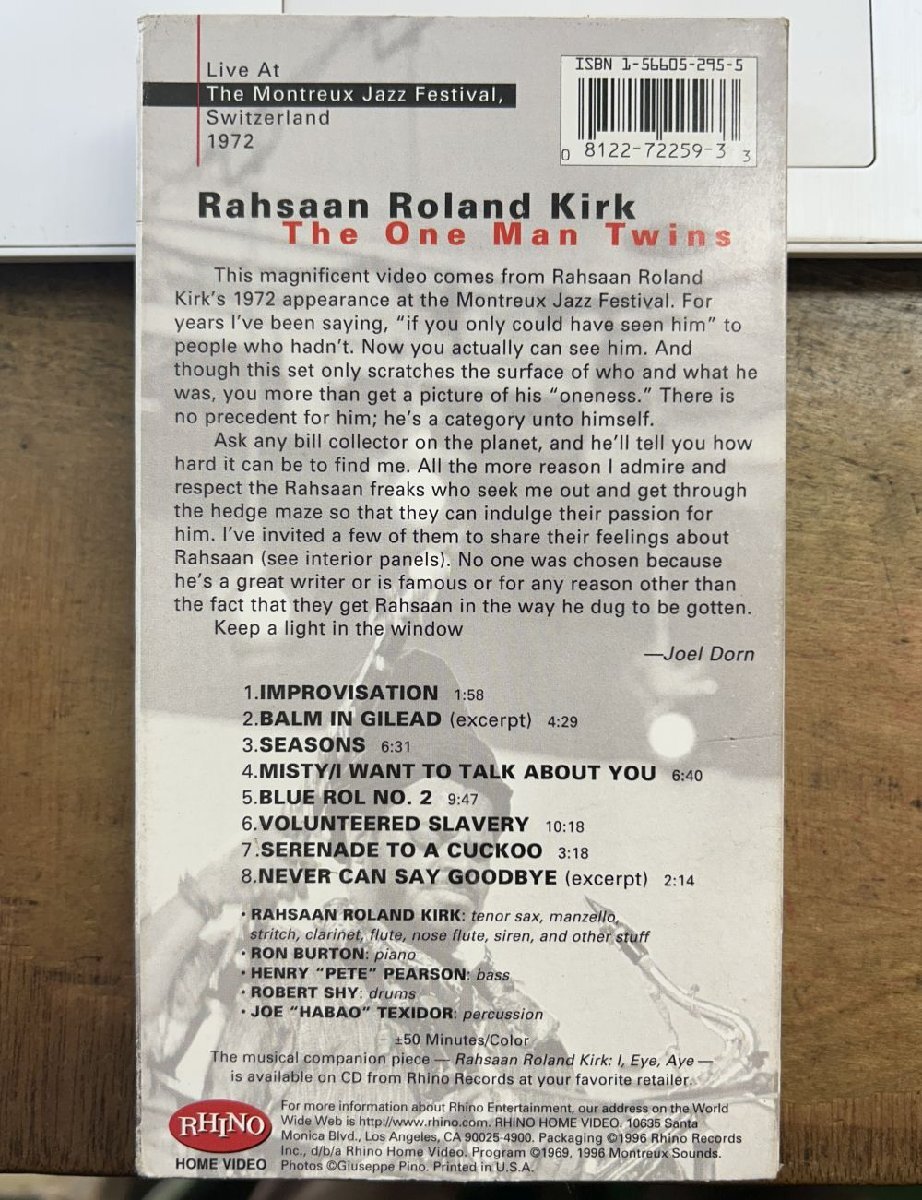 Live At
The Montreux Jazz Festival,
Switzerland
1972
ISBN 1-56605-295-5
0 8122-72259-3 3
Rahsaan Roland Kirk
The One Man Twins
This magnificent video comes from Rahsaan Roland
Kirk's 1972 appearance at the Montreux Jazz Festival. For
years I've been saying, "if you only could have seen him" to
people who hadn't. Now you actually can see him. And
though this set only scratches the surface of who and what he
was, you more than get a picture of his "oneness." There is
no precedent for him; he's a category unto himself.
Ask any bill collector on the planet, and he'll tell you how
hard it can be to find me. All the more reason I admire and
respect the Rahsaan freaks who seek me out and get through
the hedge maze so that they can indulge their passion for
him. I've invited a few of them to share their feelings about
Rahsaan (see interior panels). No one was chosen because
he's a great writer or is famous or for any reason other than
the fact that they get Rahsaan in the way he dug to be gotten.
Keep a light in the window
—Joel Dorn
1.IMPROVISATION 1:58
2.BALM IN GILEAD (excerpt) 4:29
3.SEASONS 6:31
4.MISTY/I WANT TO TALK ABOUT YOU 6:40
5.BLUE ROL NO. 2 9:47
6.VOLUNTEERED SLAVERY 10:18
7.SERENADE TO A CUCKOO 3:18
8.NEVER CAN SAY GOODBYE (excerpt) 2:14
• RAHSAAN ROLAND KIRK: tenor sax, manzello,
stritch, clarinet, flute, nose flute, siren, and other stuff
• RON BURTON: piano
• HENRY "PETE" PEARSON: bass
• ROBERT SHY: drums
• JOE "HABAO" TEXIDOR: percussion
±50 Minutes/Color
The musical companion piece — Rahsaan Roland Kirk: I, Eye, Aye —
is available on CD from Rhino Records at your favorite retailer.
RHINO
HOME VIDEO
For more information about Rhino Entertainment, our address on the World
Wide Web is http://www.rhino.com. RHINO HOME VIDEO, 10635 Santa
Monica Blvd., Los Angeles, CA 90025-4900. Packaging ©1996 Rhino Records
Inc., d/b/a Rhino Home Video. Program ©1969, 1996 Montreux Sounds.
Photos ©Giuseppe Pino. Printed in U.S.A.